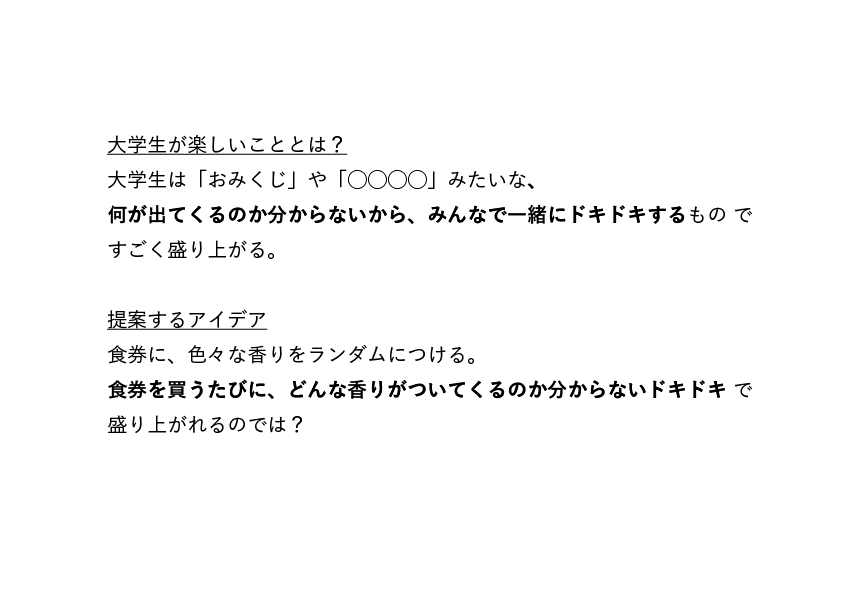 大学生が楽しいこととは？
大学生は「おみくじ」や「◯◯◯◯」みたいな、
何が出てくるのか分からないから、みんなで一緒にドキドキするもの で
すごく盛り上がる。
提案するアイデア
食券に、色々な香りをランダムにつける。
食券を買うたびに、どんな香りがついてくるのか分からないドキドキ で
盛り上がれるのでは？